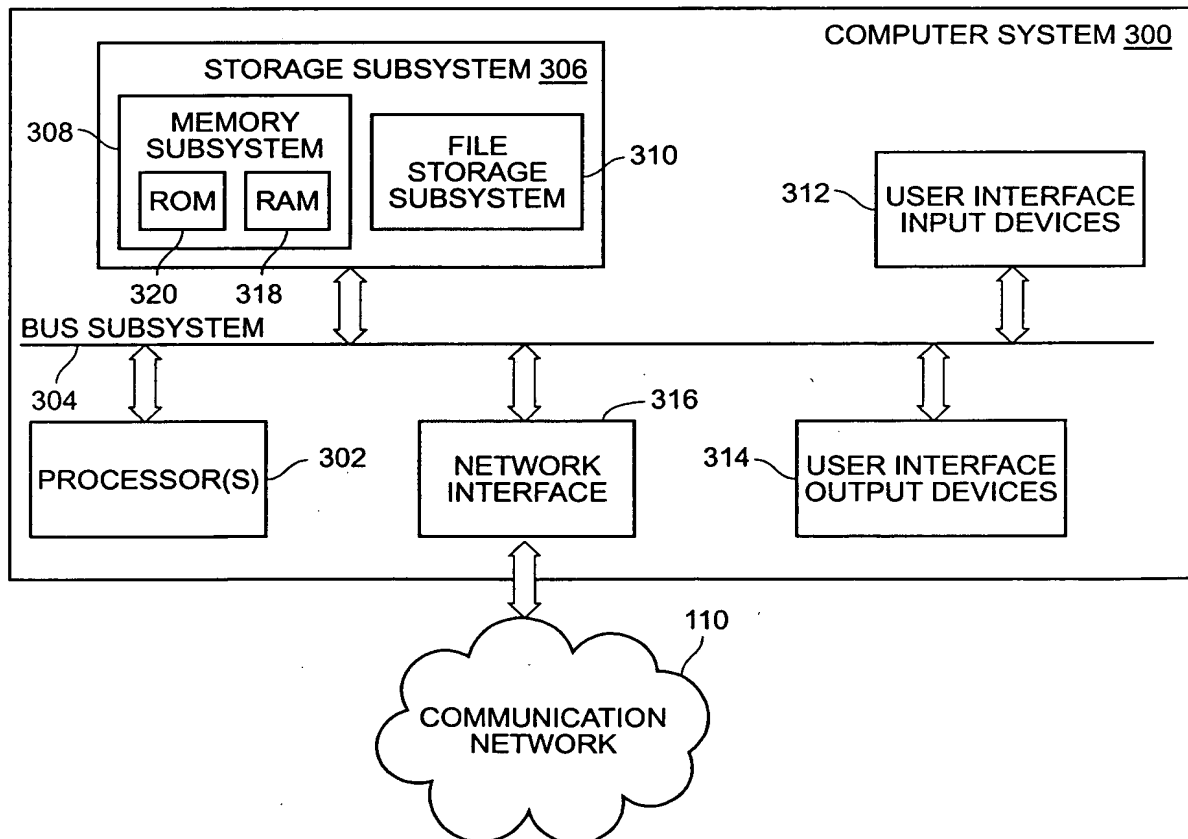 COMPUTER SYSTEM 300
STORAGE SUBSYSTEM 306
308
MEMORY
SUBSYSTEM
ROM
RAM
FILE
STORAGE
SUBSYSTEM
310
312
USER INTERFACE
INPUT DEVICES
320
318
BUS SUBSYSTEM
304
316
PROCESSOR(S)
302
NETWORK
INTERFACE
314
USER INTERFACE
OUTPUT DEVICES
110
COMMUNICATION
NETWORK